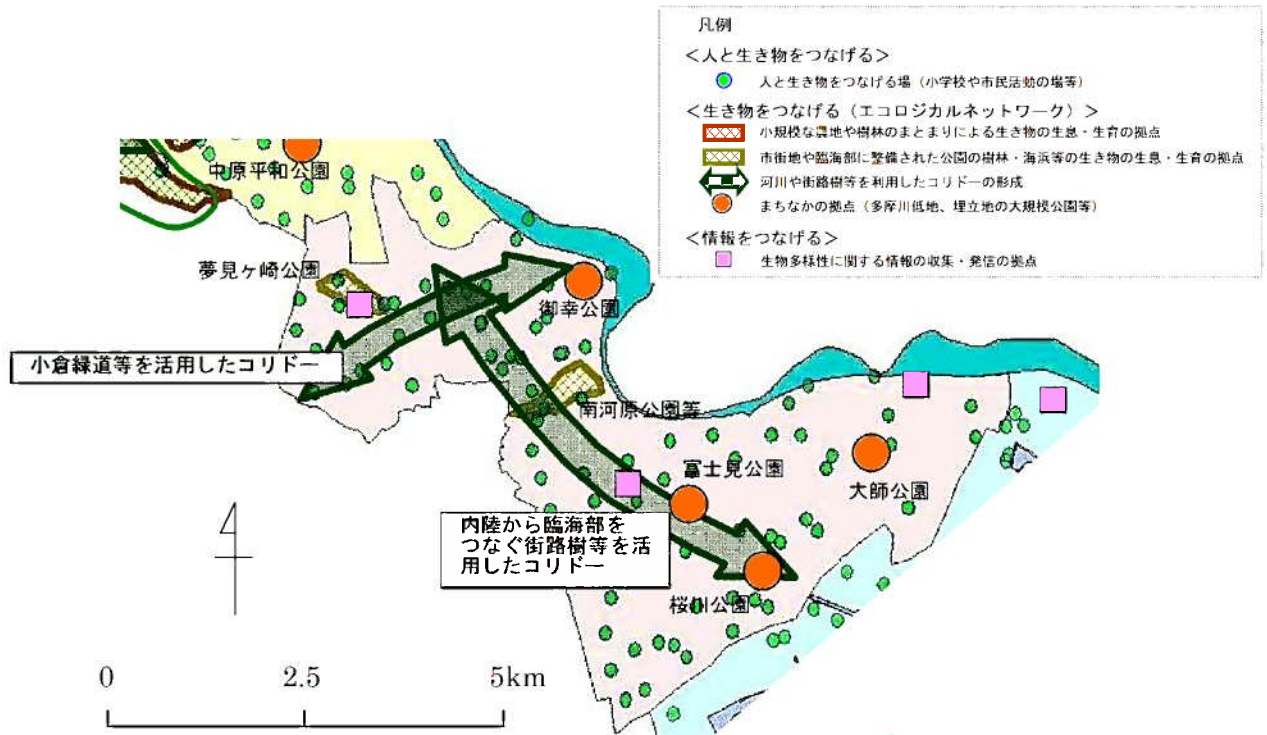 凡例
＜人と生き物をつなげる＞
人と生き物をつなげる場（小学校や市民活動の場等）
＜生き物をつなげる（エコロジカルネットワーク）＞
小規模な農地や樹林のまとまりによる生き物の生息・生育の拠点
市街地や臨海部に整備された公園の樹林・海浜等の生き物の生息・生育の拠点
河川や街路樹等を利用したコリドーの形成
まちなかの拠点（多摩川低地、埋立地の大規模公園等）
＜情報をつなげる＞
生物多様性に関する情報の収集・発信の拠点
中原平和公園
夢見ヶ崎公園
御幸公園
小倉緑道等を活用したコリドー
南河原公園等
富士見公園
大師公園
内陸から臨海部を
つなぐ街路樹等を活
用したコリドー
桜川公園
0 2.5 5km